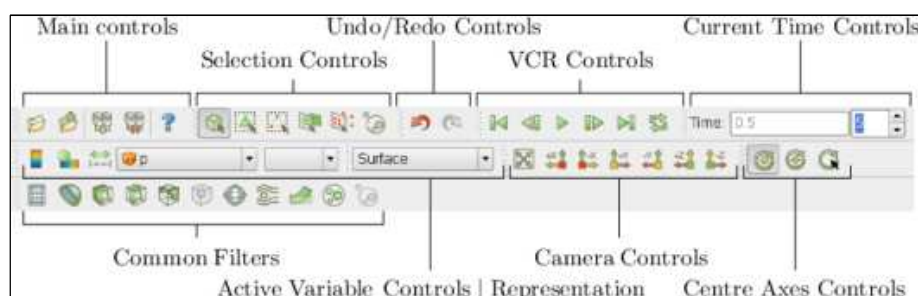 Main controls Undo/Redo Controls Current Time Controls
Selection Controls VCR Controls
Time: 0.5
p Surface
Common Filters Camera Controls
Active Variable Controls | Representation Centre Axes Controls